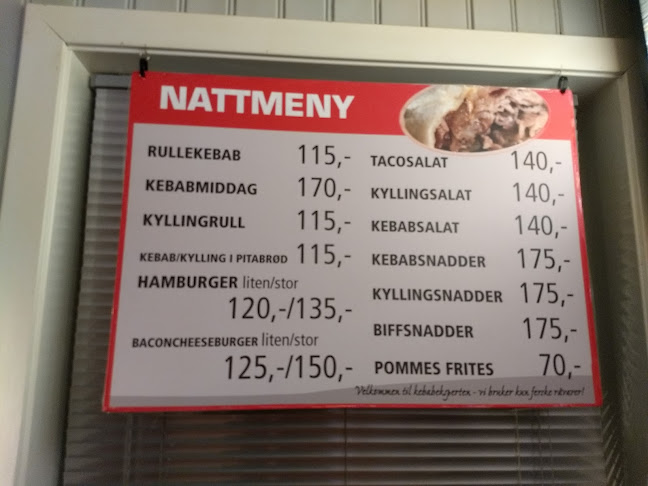 NATTMENY
RULLEKEBAB 115,-
KEBABMIDDAG 170,-
KYLLINGRULL 115,-
KEBAB/KYLLING I PITABRØD 115,-
HAMBURGER liten/stor
120,-/135,-
BACONCHEESEBURGER liten/stor
125,-/150,-
TACOSALAT 140,-
KYLLINGSALAT 140,-
KEBABSALAT 140,-
KEBABSNADDER 175,-
KYLLINGSNADDER 175,-
BIFFSNADDER 175,-
POMMES FRITES 70,-
Velkommen til kebabeksperten - vi bruker kun ferske råvarer!